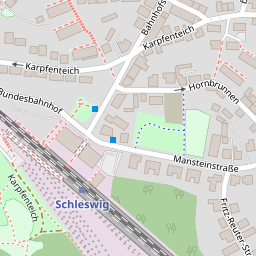 Bahnhofs
Karpfenteich
Karpfenteich
Hornbrunnen
Bundesbahnhof
Mansteinstraße
Karpfenteich
Schleswig
Fritz-Reuter-Str